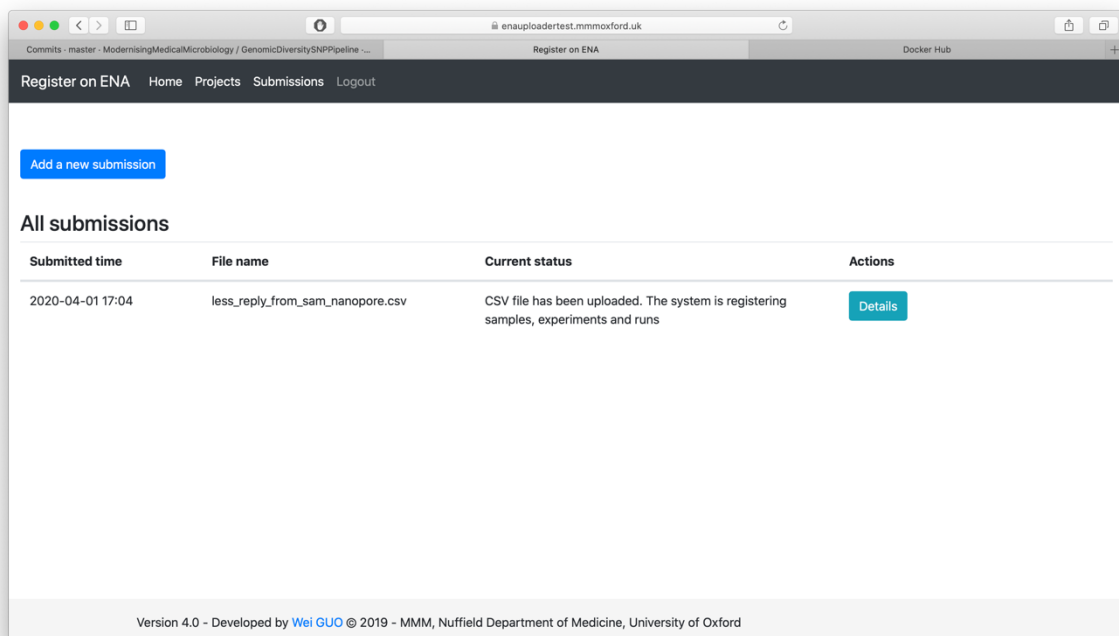 enauploadertest.mmmoxford.uk
Commits · master · ModernisingMedicalMicrobiology / GenomicDiversitySNPPipeline ·...
Register on ENA
Docker Hub
Register on ENA Home Projects Submissions Logout
Add a new submission
All submissions
Submitted time File name Current status Actions
2020-04-01 17:04 less_reply_from_sam_nanopore.csv CSV file has been uploaded. The system is registering Details
samples, experiments and runs
Version 4.0 - Developed by Wei GUO © 2019 - MMM, Nuffield Department of Medicine, University of Oxford